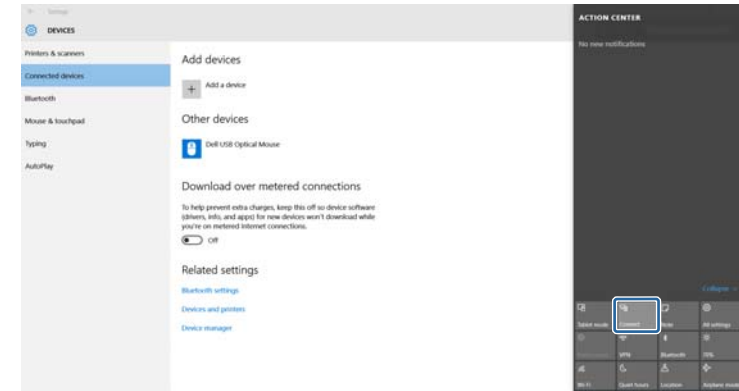 Settings
DEVICES
Printers & scanners
Connected devices
Bluetooth
Mouse & touchpad
Typing
AutoPlay
Add devices
Add a device
Other devices
Dell USB Optical Mouse
Download over metered connections
To help prevent extra charges, keep this off so device software
(drivers, info, and apps) for new devices won't download while
you're on metered Internet connections.
Off
Related settings
Bluetooth settings
Devices and printers
Device manager
ACTION CENTER
No new notifications
Collapse
Tablet mode
Connect
Note
All settings
VPN
Bluetooth
Wi-Fi
Quiet hours
Location
Airplane mode